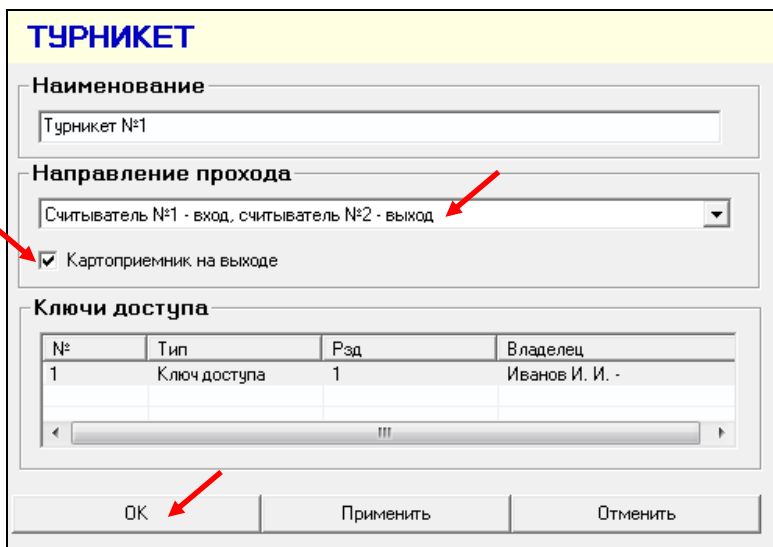 ТУРНИКЕТ
Наименование
Турникет №1
Направление прохода
Считыватель №1 - вход, считыватель №2 - выход
Картоприемник на выходе
Ключи доступа
№ Тип Рзд Владелец
1 Ключ доступа 1 Иванов И. И. -
ОК Применить Отменить